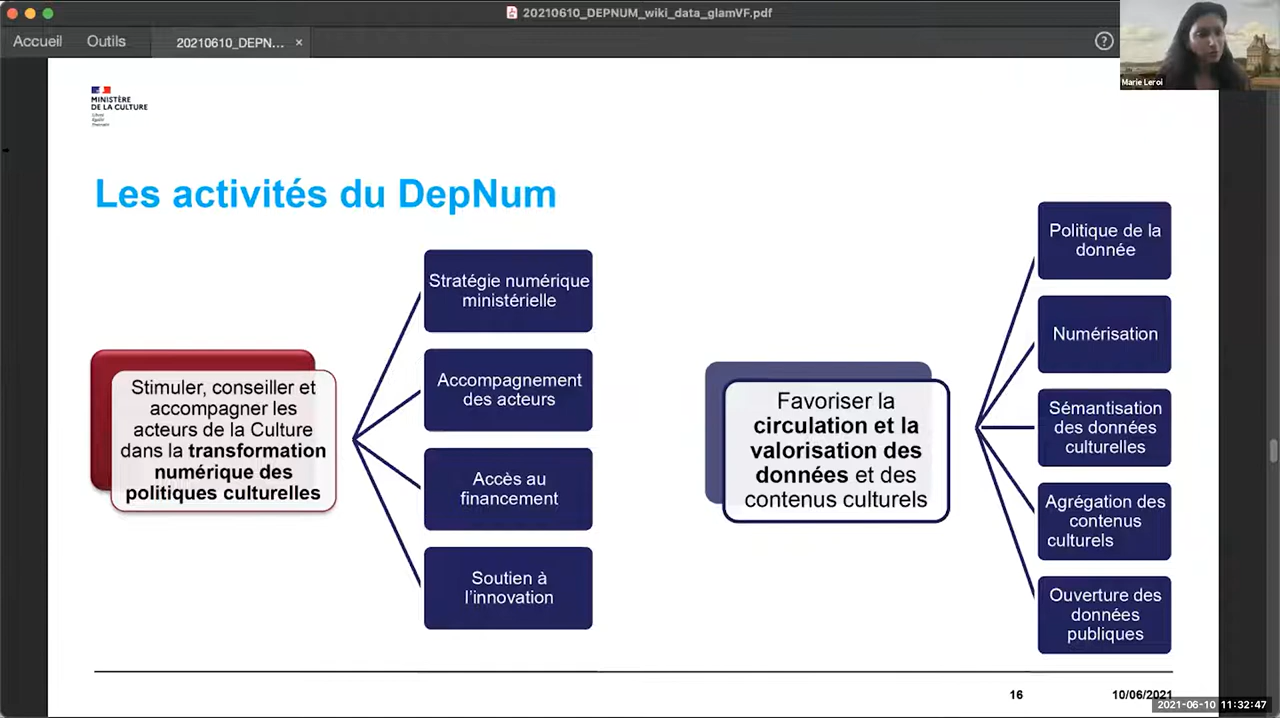 20210610_DEPNUM_wiki_data_glamVF.pdf
Accueil
Outils
20210610_DEPN... ×
?
Marie Leroi
MINISTÈRE
DE LA CULTURE
Liberté
Égalité
Fraternité
Les activités du DepNum
Stimuler, conseiller et
accompagner les
acteurs de la Culture
dans la transformation
numérique des
politiques culturelles
Stratégie numérique
ministérielle
Accompagnement
des acteurs
Accès au
financement
Soutien à
l'innovation
Favoriser la
circulation et la
valorisation des
données et des
contenus culturels
Politique de la
donnée
Numérisation
Sémantisation
des données
culturelles
Agrégation des
contenus
culturels
Ouverture des
données
publiques
16
10/06/2021
2021-06-10 11:32:47